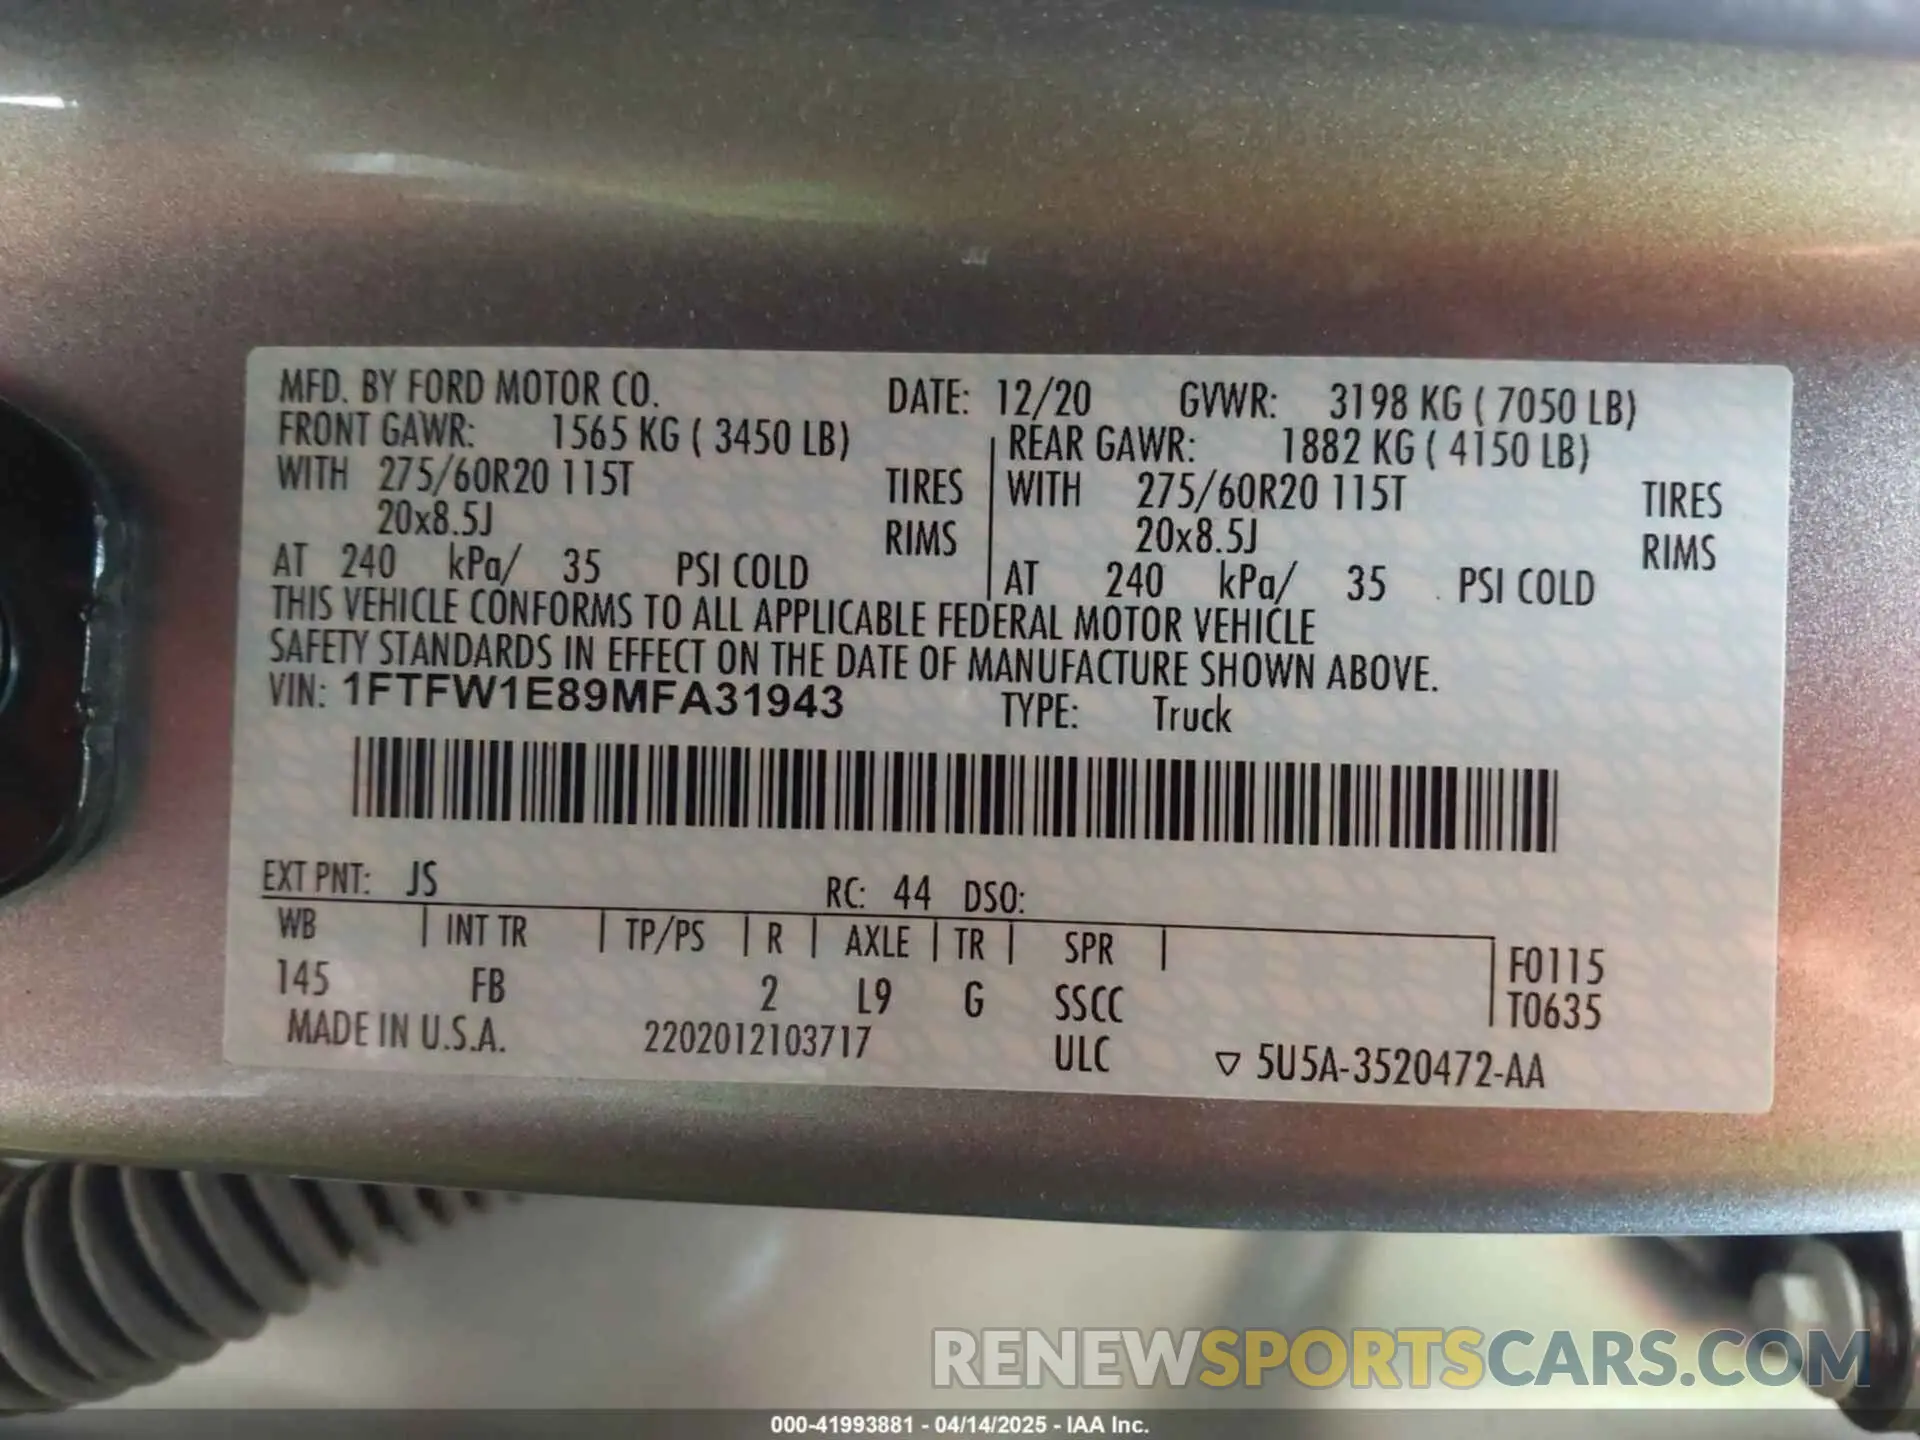 MFD. BY FORD MOTOR CO. DATE: 12/20 GVWR: 3198 KG ( 7050 LB)
FRONT GAWR: 1565 KG ( 3450 LB) REAR GAWR: 1882 KG ( 4150 LB)
WITH 275/60R20 115T TIRES WITH 275/60R20 115T TIRES
20x8.5J RIMS 20x8.5J RIMS
AT 240 kPa/ 35 PSI COLD AT 240 kPa/ 35 PSI COLD
THIS VEHICLE CONFORMS TO ALL APPLICABLE FEDERAL MOTOR VEHICLE
SAFETY STANDARDS IN EFFECT ON THE DATE OF MANUFACTURE SHOWN ABOVE.
VIN: 1FTFW1E89MFA31943 TYPE: Truck
EXT PNT: JS RC: 44 DSO:
WB INT TR TP/PS R AXLE TR SPR F0115
145 FB 2 L9 G SSCC T0635
MADE IN U.S.A. 2202012103717 ULC ▽ 5U5A-3520472-AA
RENEWSPORTSCARS.COM
000-41993881 - 04/14/2025 - IAA Inc.